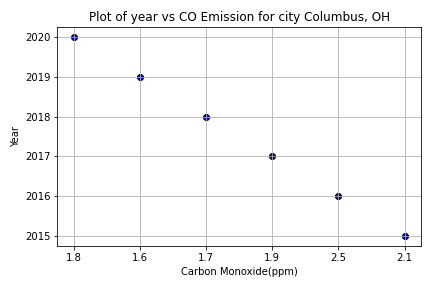 Plot of year vs CO Emission for city Columbus, OH
2020
2019
2018
2017
2016
2015
Year
1.8 1.6 1.7 1.9 2.5 2.1
Carbon Monoxide(ppm)